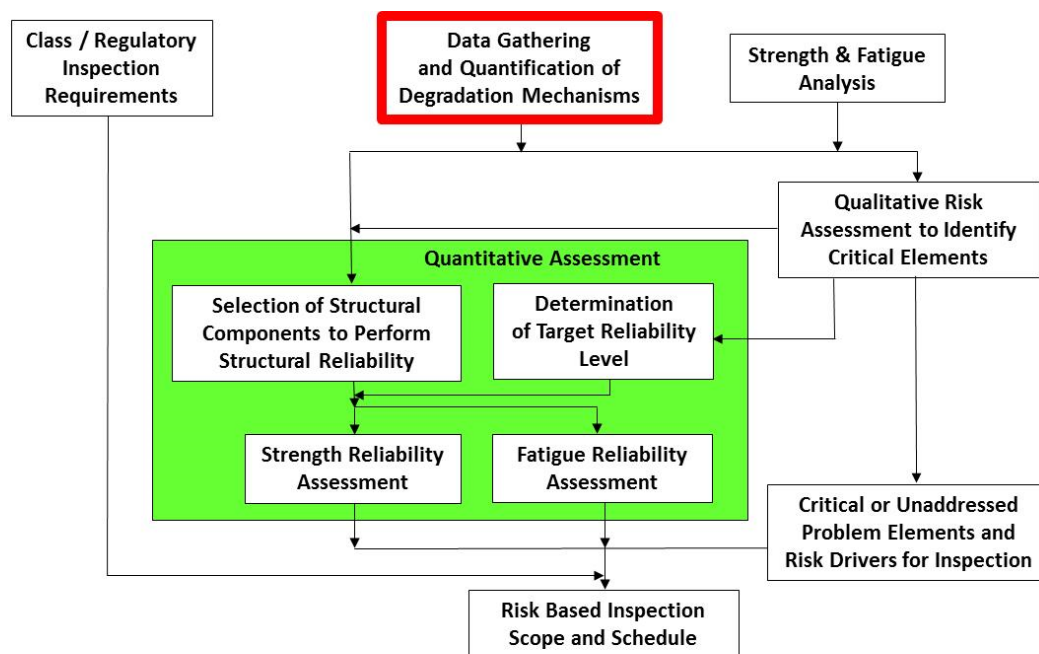 Class / Regulatory
Inspection
Requirements
Data Gathering
and Quantification of
Degradation Mechanisms
Strength & Fatigue
Analysis
Qualitative Risk
Assessment to Identify
Critical Elements
Quantitative Assessment
Selection of Structural
Components to Perform
Structural Reliability
Determination
of Target Reliability
Level
Strength Reliability
Assessment
Fatigue Reliability
Assessment
Critical or Unaddressed
Problem Elements and
Risk Drivers for Inspection
Risk Based Inspection
Scope and Schedule